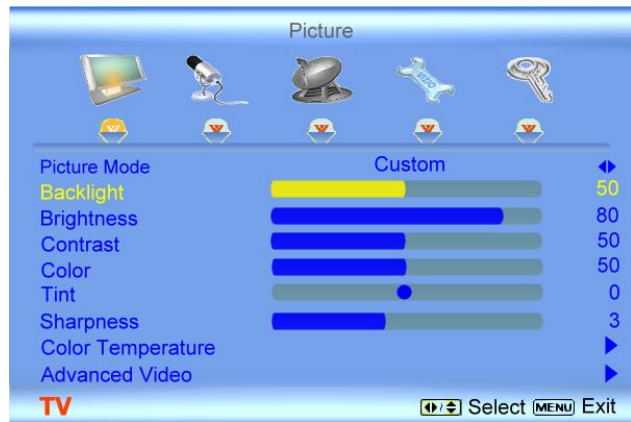 Picture
VIZIO
Picture Mode Custom
Backlight 50
Brightness 80
Contrast 50
Color 50
Tint 0
Sharpness 3
Color Temperature
Advanced Video
TV Select MENU Exit